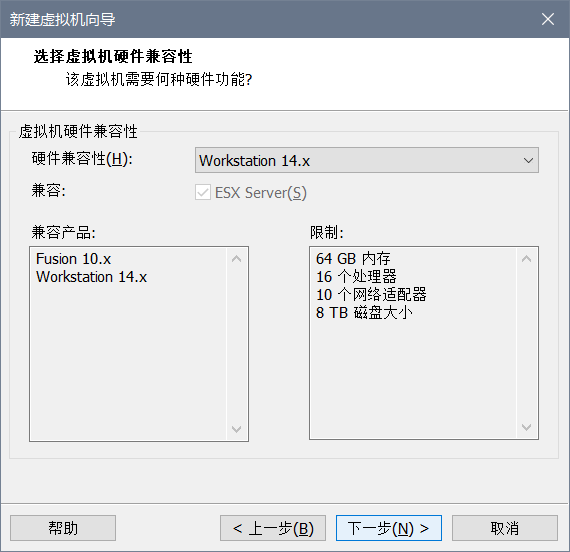 新建虚拟机向导
选择虚拟机硬件兼容性
该虚拟机需要何种硬件功能?
虚拟机硬件兼容性
硬件兼容性(H):
Workstation 14.x
兼容:
ESX Server(S)
兼容产品:
Fusion 10.x
Workstation 14.x
限制:
64 GB 内存
16 个处理器
10 个网络适配器
8 TB 磁盘大小
帮助
< 上一步(B)
下一步(N) >
取消